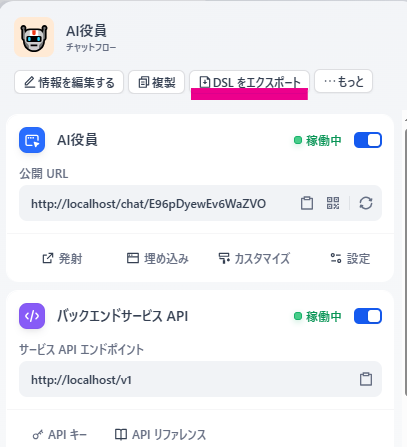 AI役員
チャットフロー
情報を編集する 複製 DSL をエクスポート … もっと
AI役員 稼働中
公開 URL
http://localhost/chat/E96pDyewEv6WaZVO
発射 埋め込み カスタマイズ 設定
バックエンドサービス API 稼働中
サービス API エンドポイント
http://localhost/v1
API キー API リファレンス